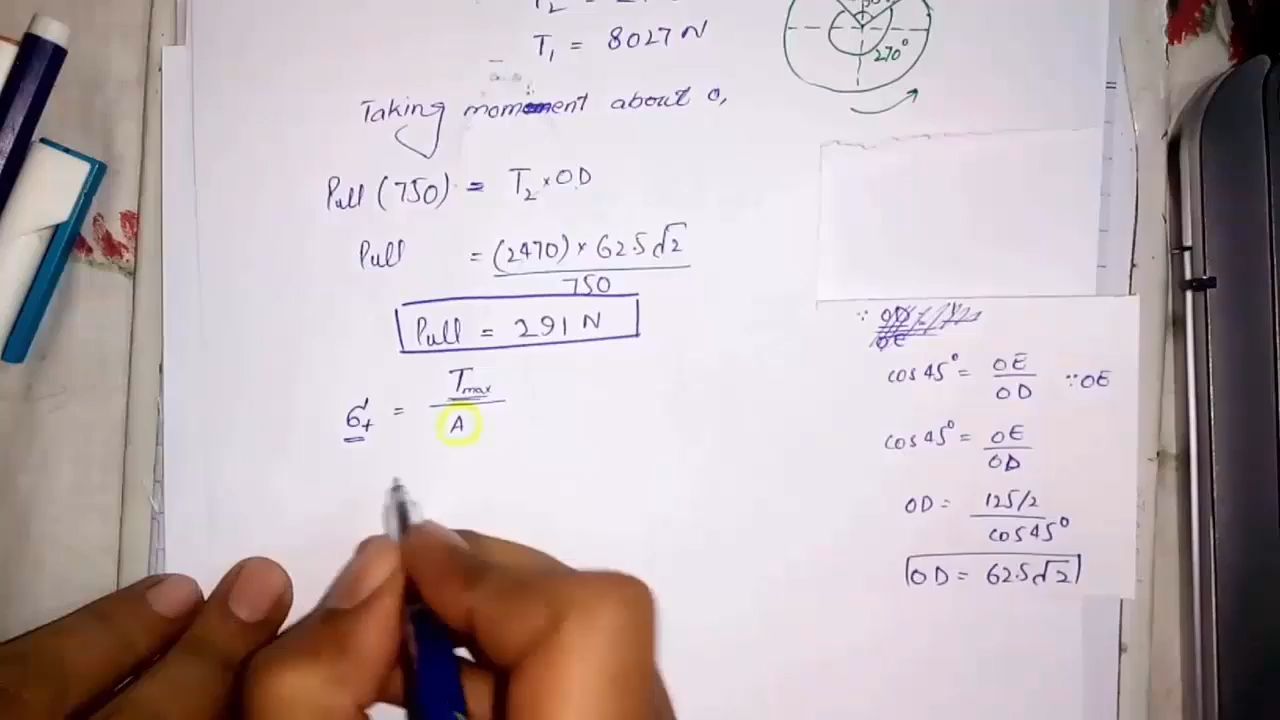 T₁ = 8027 N
270°
Taking moment about O,
Pull (750) = T₂ × OD
Pull = (2470) × 62.5√2 / 750
Pull = 291 N
σt = Tmax / A
∵
cos 45° = OE / OD ∵ OE
cos 45° = OE / OD
OD = 125/2 / cos 45°
OD = 62.5√2